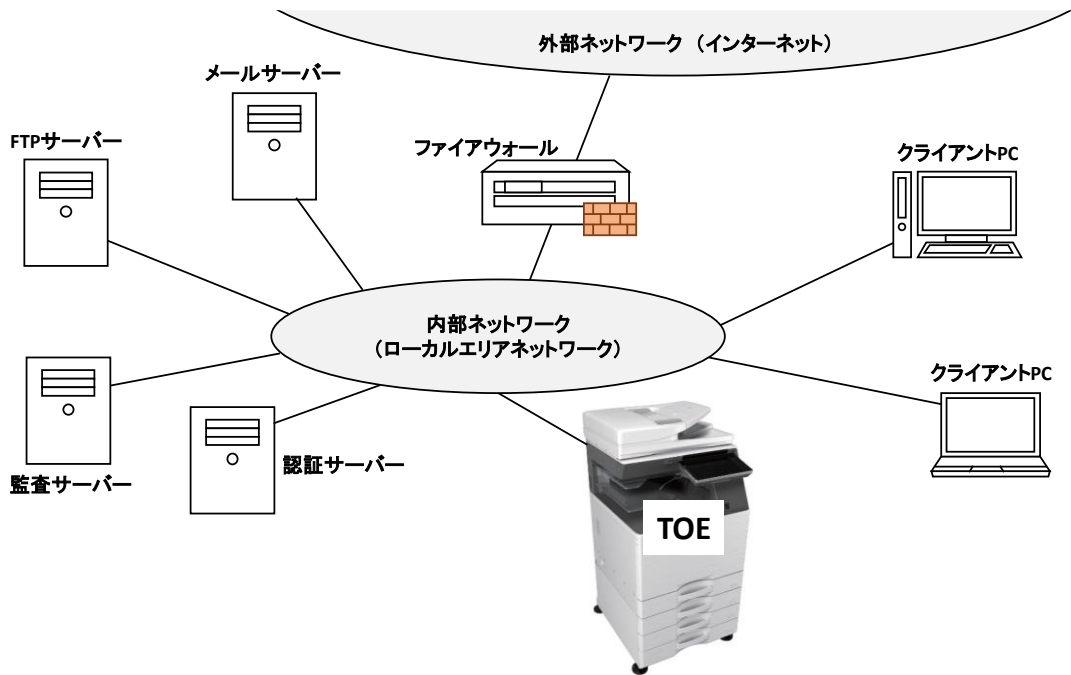 外部ネットワーク（インターネット）
メールサーバー
FTPサーバー
ファイアウォール
クライアントPC
内部ネットワーク
（ローカルエリアネットワーク）
クライアントPC
認証サーバー
監査サーバー
TOE